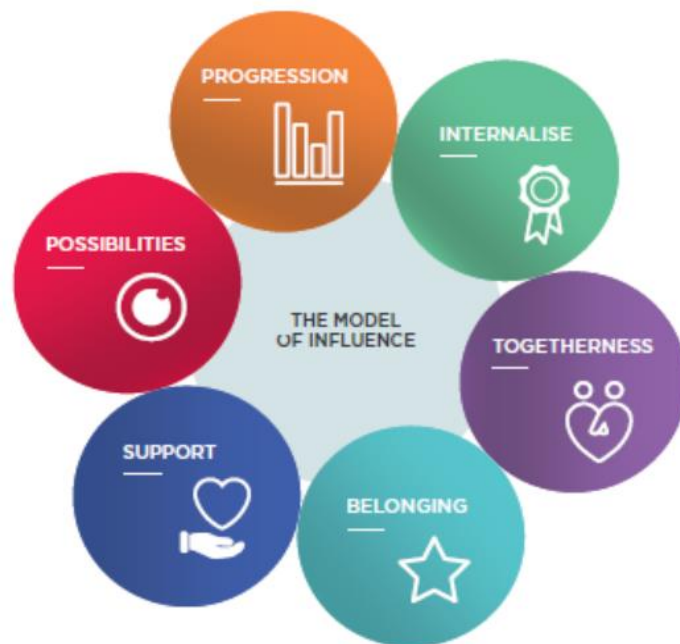 PROGRESSION
INTERNALISE
POSSIBILITIES
THE MODEL
OF INFLUENCE
TOGETHERNESS
SUPPORT
BELONGING